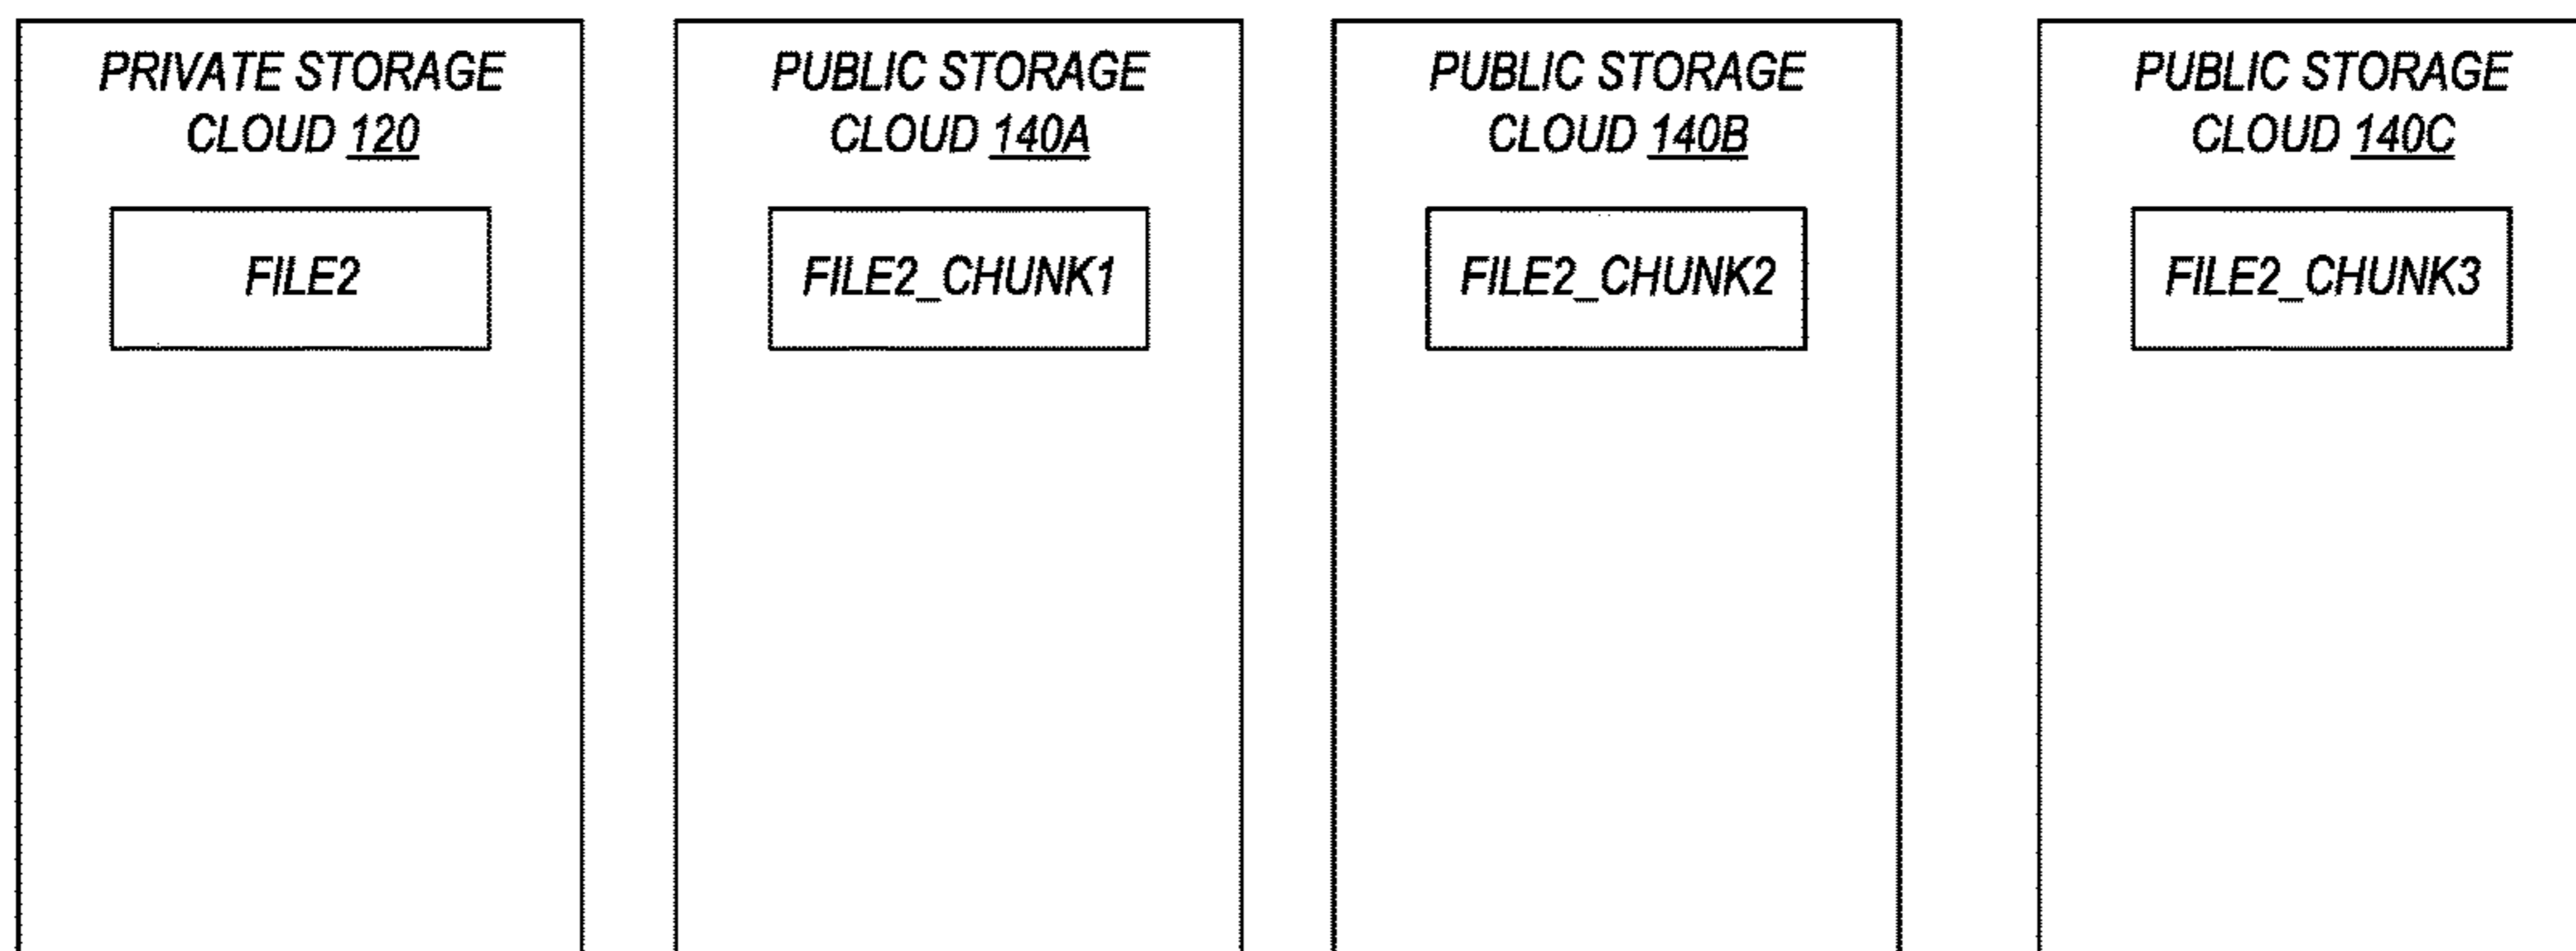 PRIVATE STORAGE
CLOUD 120
FILE2
PUBLIC STORAGE
CLOUD 140A
FILE2_CHUNK1
PUBLIC STORAGE
CLOUD 140B
FILE2_CHUNK2
PUBLIC STORAGE
CLOUD 140C
FILE2_CHUNK3